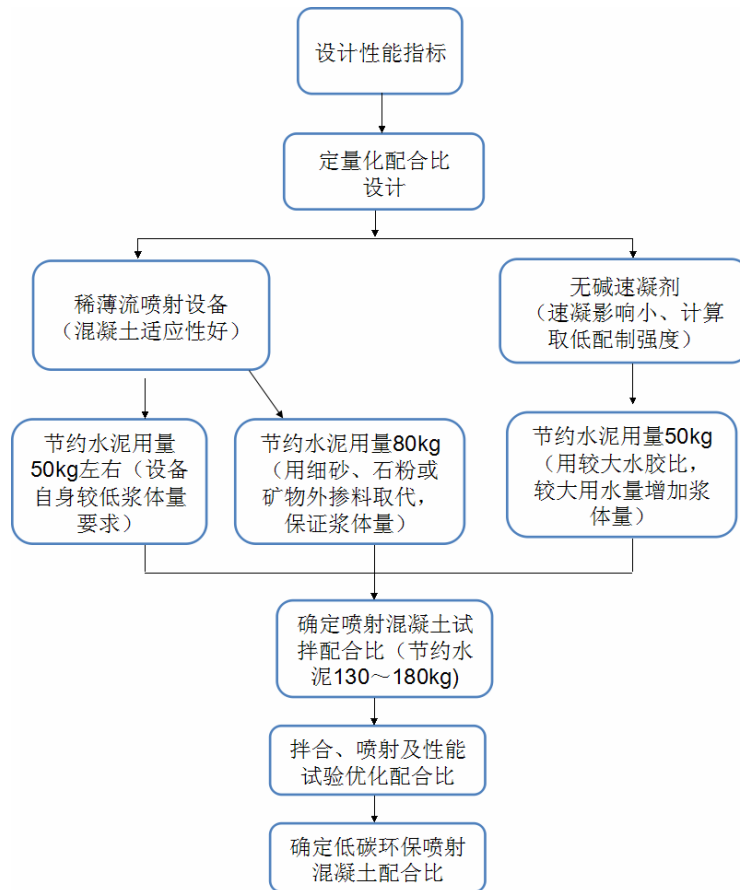 设计性能指标
定量化配合比
设计
稀薄流喷射设备
（混凝土适应性好）
无碱速凝剂
（速凝影响小、计算
取低配制强度）
节约水泥用量
50kg左右（设备
自身较低浆体量
要求）
节约水泥用量80kg
（用细砂、石粉或
矿物外掺料取代，
保证浆体量）
节约水泥用量50kg
（用较大水胶比，
较大用水量增加浆
体量）
确定喷射混凝土试
拌配合比（节约水
泥130～180kg)
拌合、喷射及性能
试验优化配合比
确定低碳环保喷射
混凝土配合比